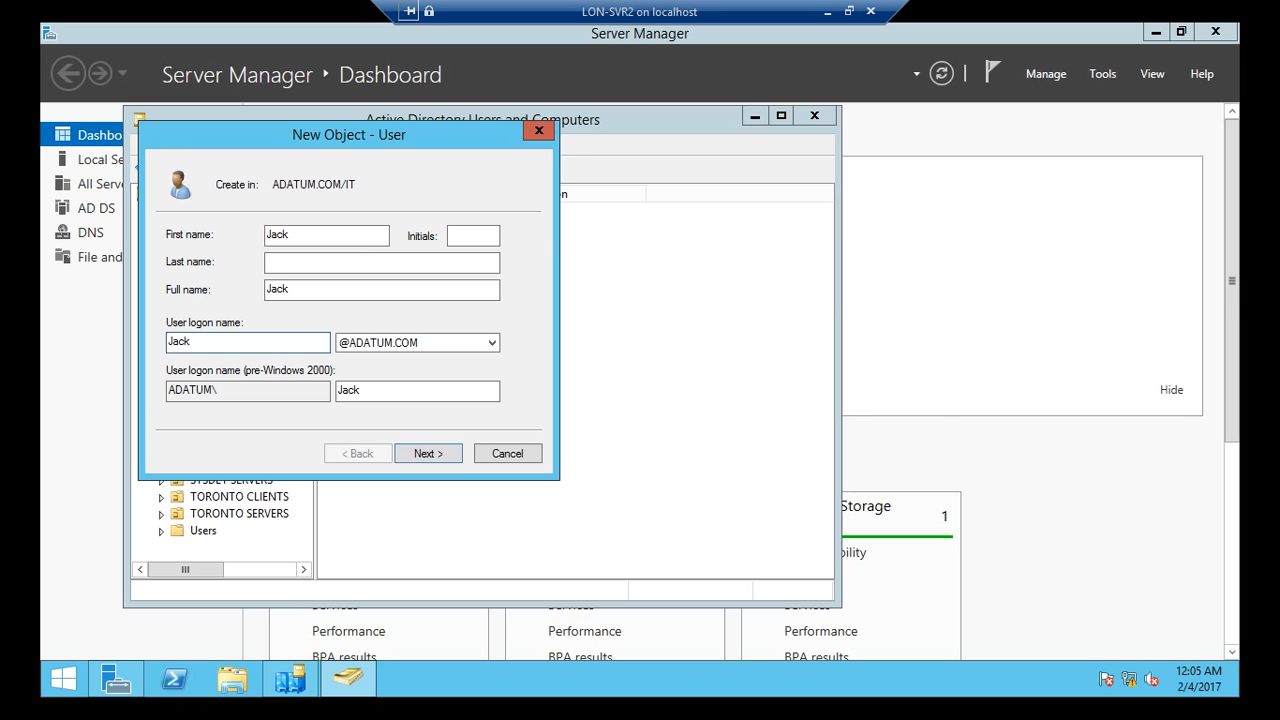 LON-SVR2 on localhost
Server Manager
Server Manager ‣ Dashboard
Manage Tools View Help
Dashbo
Local Se
All Serve
AD DS
DNS
File and
Active Directory Users and Computers
New Object - User
Create in: ADATUM.COM/IT
First name: Jack Initials:
Last name:
Full name: Jack
User logon name:
Jack @ADATUM.COM
User logon name (pre-Windows 2000):
ADATUM\ Jack
< Back Next > Cancel
Hide
TORONTO CLIENTS
TORONTO SERVERS
Users
Storage 1
bility
Performance Performance Performance
BPA results BPA results BPA results
12:05 AM
2/4/2017